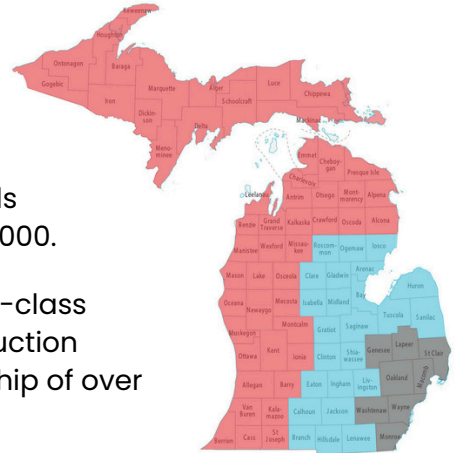 Keweenaw
Houghton
Ontonagon
Baraga
Gogebic
Marquette
Alger
Luce
Chippewa
Schoolcraft
Iron
Dickin-
son
Delta
Mackinac
Meno-
minee
Emmet
Cheboy-
gan
Presque Isle
Charlevoix
ls
Leelanau
Antrim
Otsego
Mont-
morency
Alpena
000.
Benzie
Grand
Traverse
Kalkaska
Crawford
Oscoda
Alcona
Manistee
Wexford
Missau-
kee
Roscom-
mon
Ogemaw
Iosco
-class
Mason
Lake
Osceola
Clare
Gladwin
Arenac
Huron
uction
Oceana
Newaygo
Mecosta
Isabella
Midland
Bay
Tuscola
Sanilac
Muskegon
Montcalm
Gratiot
Saginaw
hip of over
Ottawa
Kent
Ionia
Clinton
Shia-
wassee
Genesee
Lapeer
St Clair
Allegan
Barry
Eaton
Ingham
Liv-
ingston
Oakland
Macomb
Van
Buren
Kala-
mazoo
Calhoun
Jackson
Washtenaw
Wayne
Berrien
Cass
St
Joseph
Branch
Hillsdale
Lenawee
Monroe